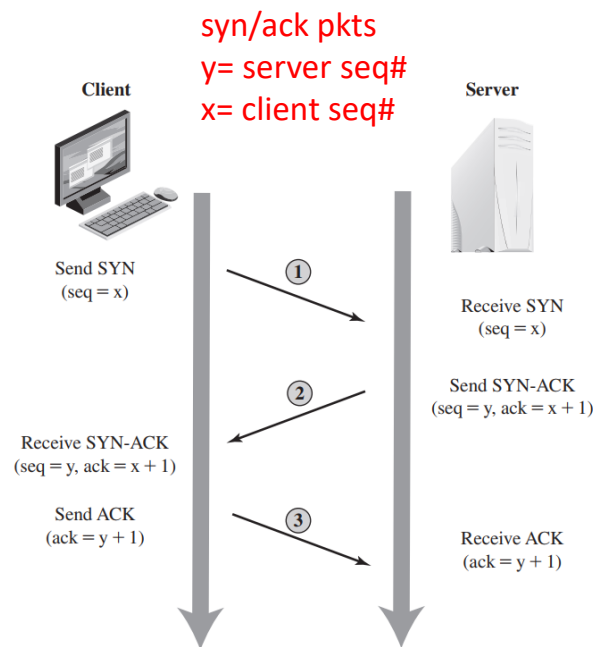 syn/ack pkts
y= server seq#
x= client seq#
Client
Server
Send SYN
(seq = x)
1
Receive SYN
(seq = x)
2
Send SYN-ACK
(seq = y, ack = x + 1)
Receive SYN-ACK
(seq = y, ack = x + 1)
Send ACK
(ack = y + 1)
3
Receive ACK
(ack = y + 1)